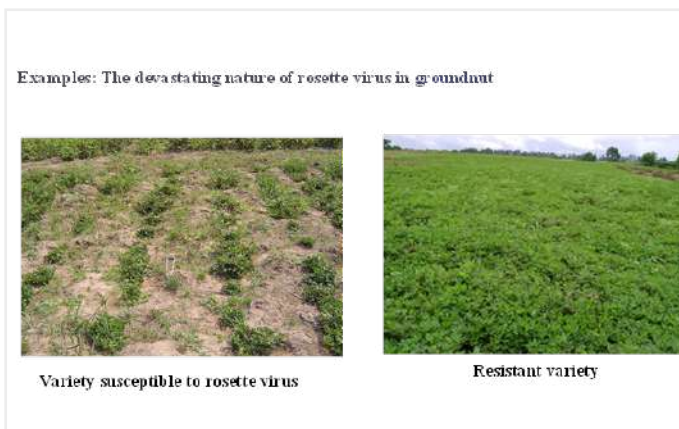 Examples: The devastating nature of rosette virus in groundnut
Variety susceptible to rosette virus
Resistant variety